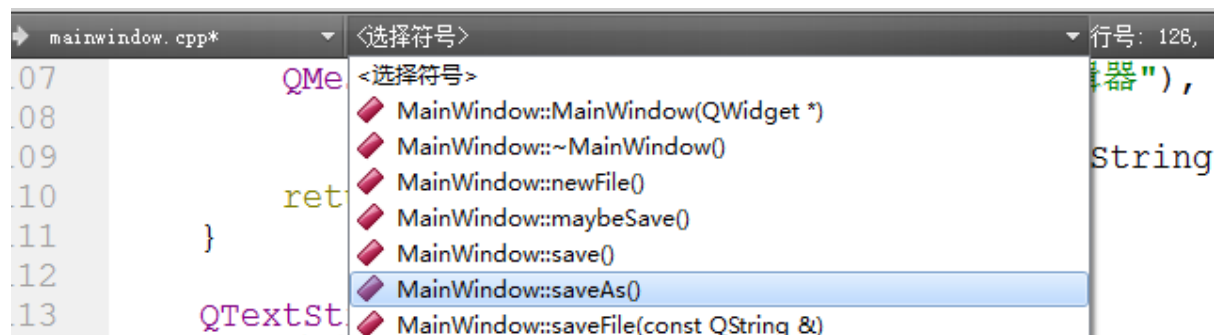 mainwindow.cpp* <选择符号> 行号: 126,
07 QMe <选择符号> 器"),
.08 MainWindow::MainWindow(QWidget *)
.09 MainWindow::~MainWindow() String
.10 ret MainWindow::newFile()
MainWindow::maybeSave()
.11 } MainWindow::save()
.12 MainWindow::saveAs()
.13 QTextSt MainWindow::saveFile(const QString &)